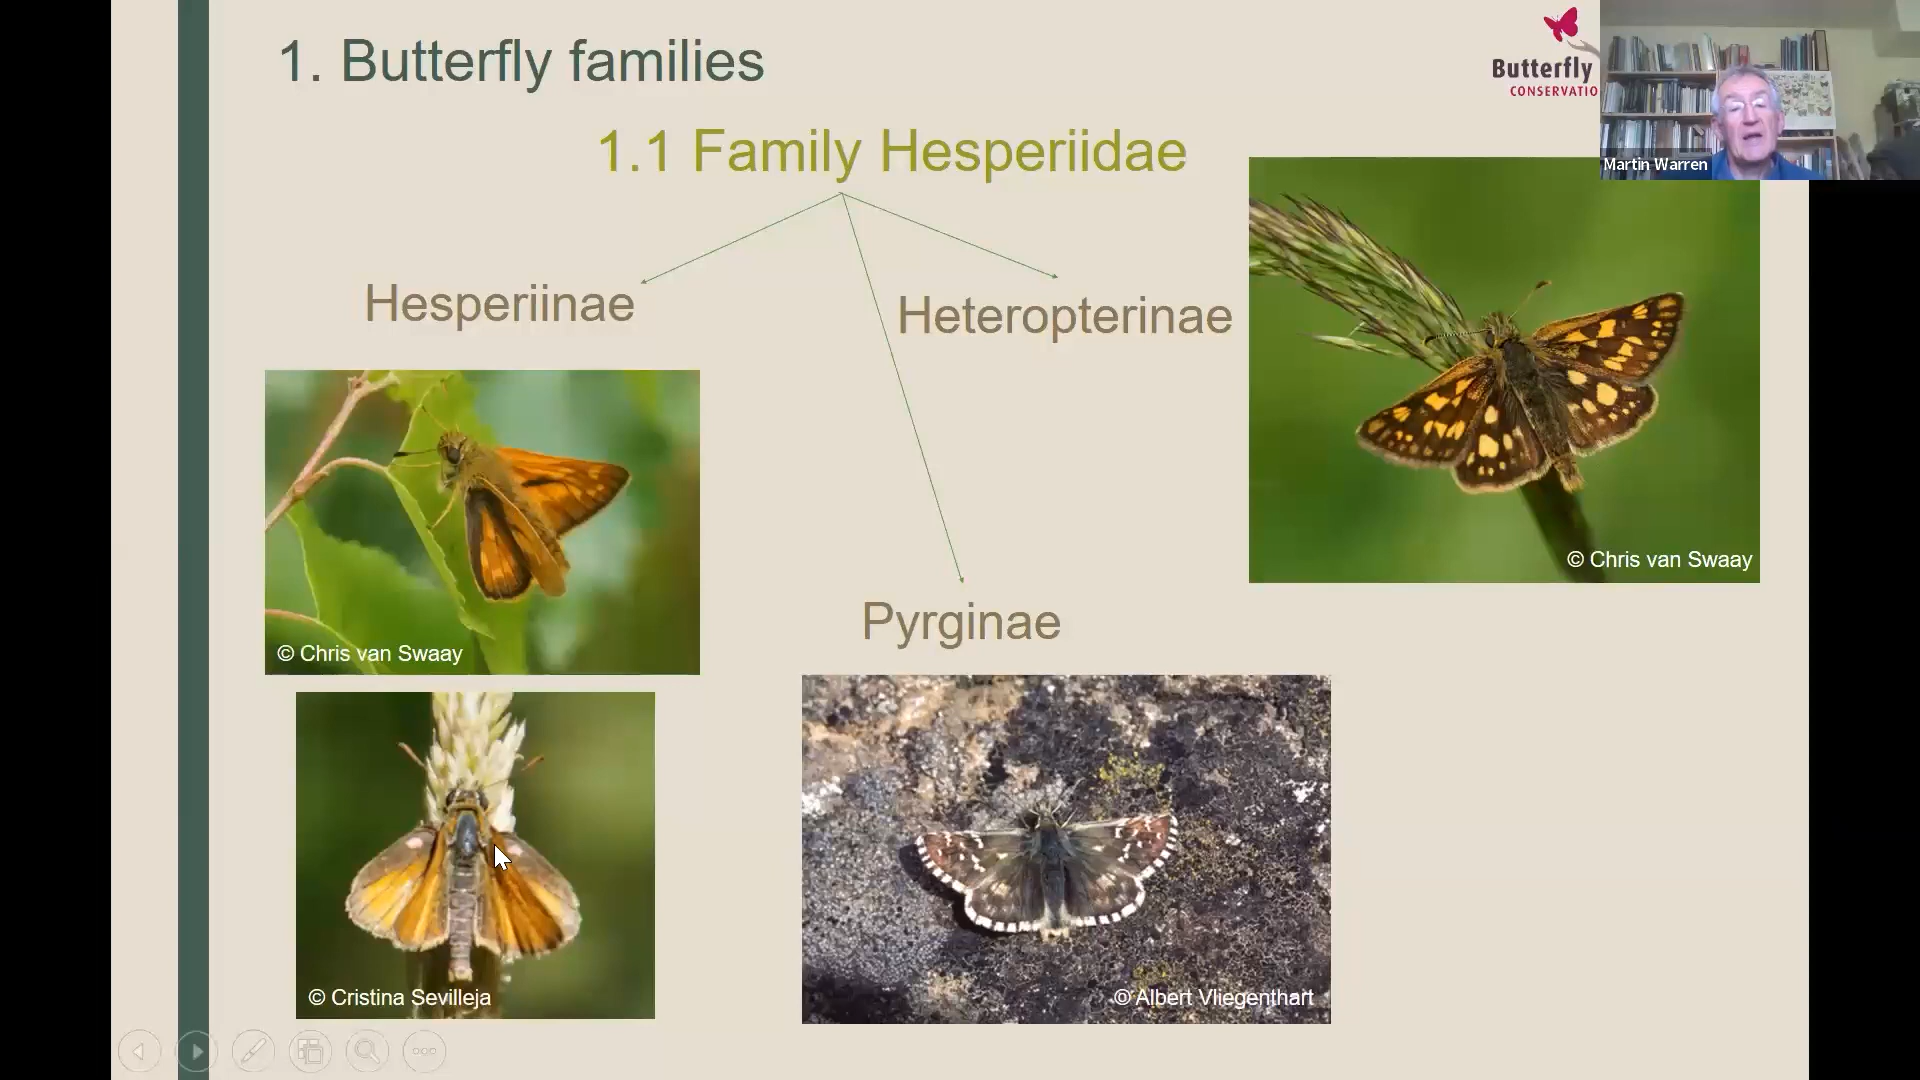 1. Butterfly families
Butterfly
CONSERVATIO
Martin Warren
1.1 Family Hesperiidae
Hesperiinae
Heteropterinae
© Chris van Swaay
© Chris van Swaay
Pyrginae
© Cristina Sevilleja
© Albert Vliegenthart